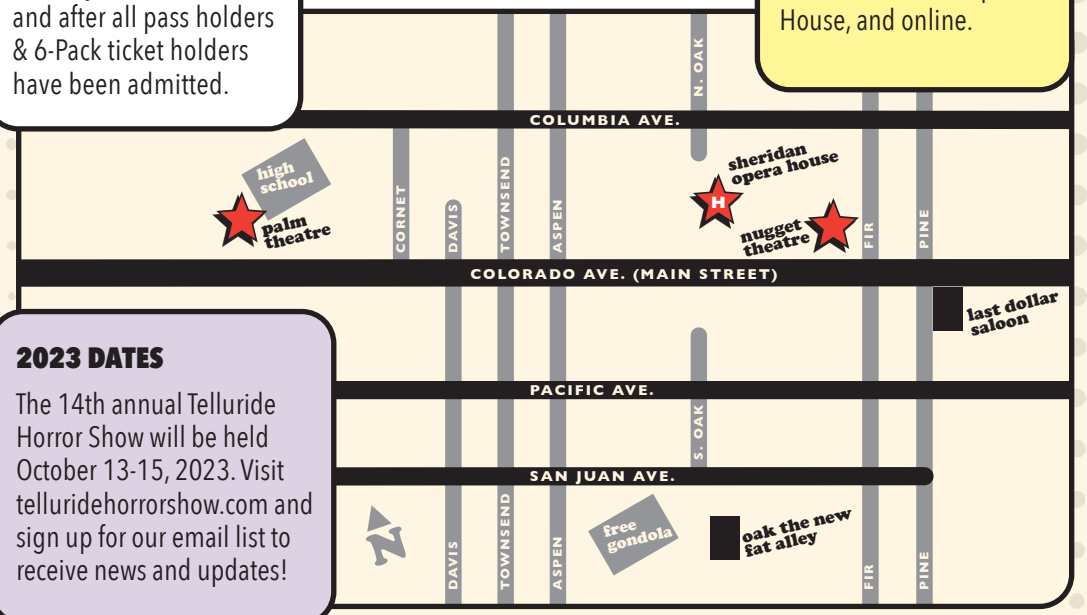 and after all pass holders
& 6-Pack ticket holders
have been admitted.
House, and online.
N. OAK
COLUMBIA AVE.
high
school
palm
theatre
CORNET
DAVIS
TOWNSEND
ASPEN
sheridan
opera house
H
nugget
theatre
FIR
PINE
COLORADO AVE. (MAIN STREET)
last dollar
saloon
2023 DATES
The 14th annual Telluride
Horror Show will be held
October 13-15, 2023. Visit
telluridehorrorshow.com and
sign up for our email list to
receive news and updates!
PACIFIC AVE.
S. OAK
SAN JUAN AVE.
N
DAVIS
TOWNSEND
ASPEN
free
gondola
oak the new
fat alley
FIR
PINE